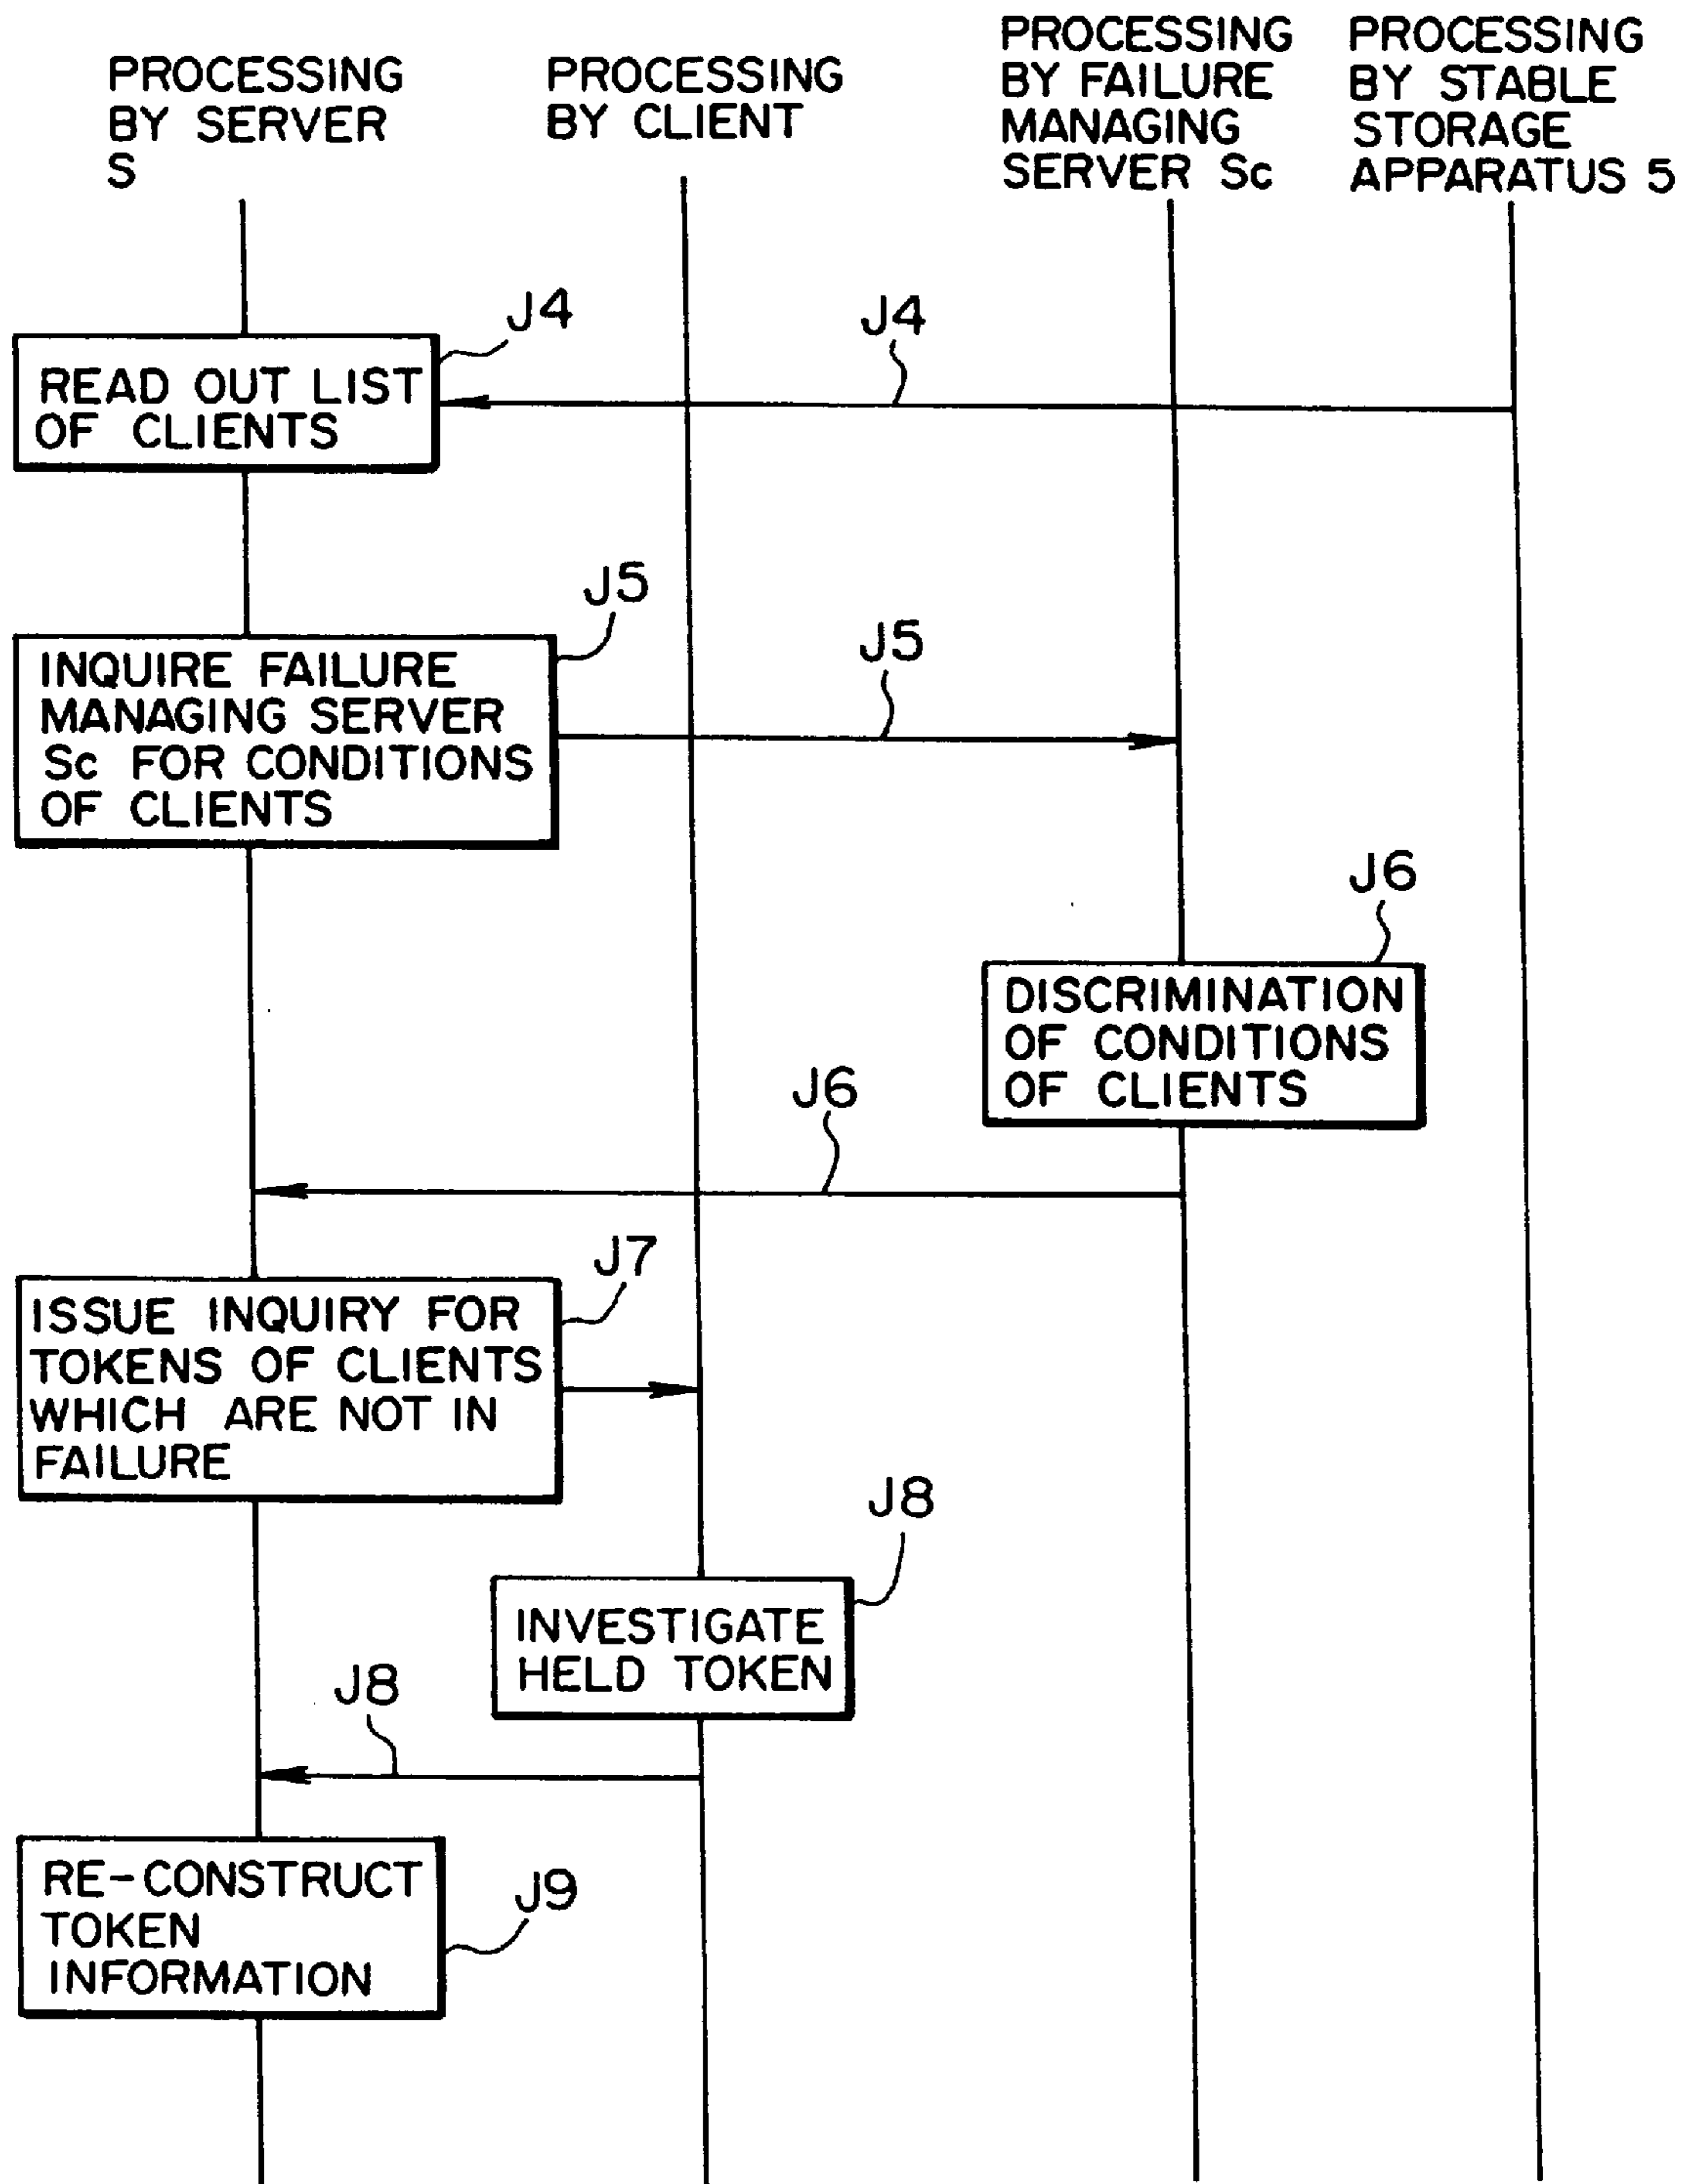 PROCESSING
BY SERVER
S
PROCESSING
BY CLIENT
PROCESSING
BY FAILURE
MANAGING
SERVER Sc
PROCESSING
BY STABLE
STORAGE
APPARATUS 5
J4
J4
READ OUT LIST
OF CLIENTS
J5
J5
INQUIRE FAILURE
MANAGING SERVER
Sc FOR CONDITIONS
OF CLIENTS
J6
DISCRIMINATION
OF CONDITIONS
OF CLIENTS
J6
J7
ISSUE INQUIRY FOR
TOKENS OF CLIENTS
WHICH ARE NOT IN
FAILURE
J8
INVESTIGATE
HELD TOKEN
J8
RE-CONSTRUCT
TOKEN
INFORMATION
J9